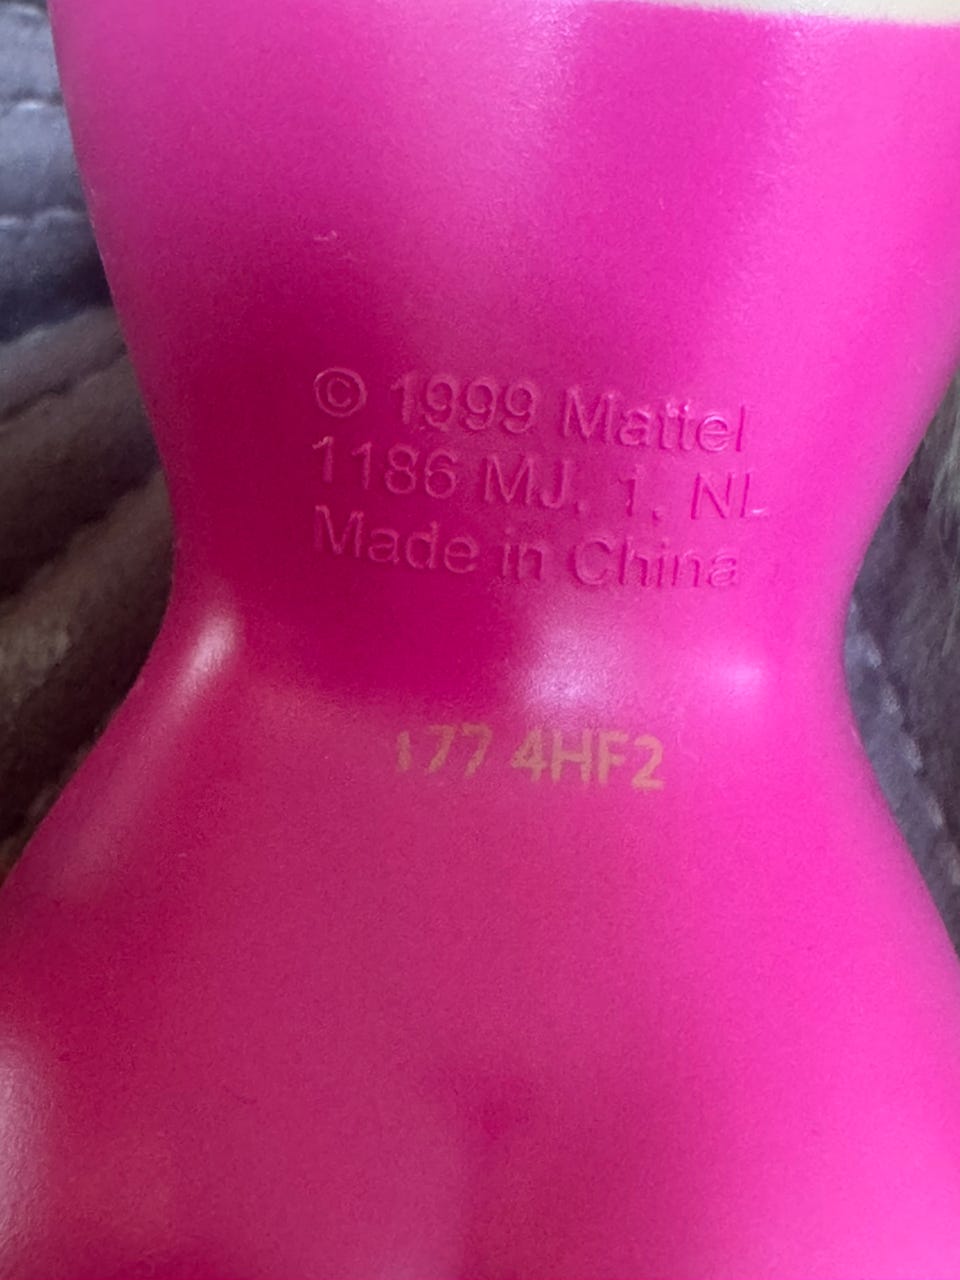 © 1999 Mattel
1186 MJ. 1. NL
Made in China
177 4HF2